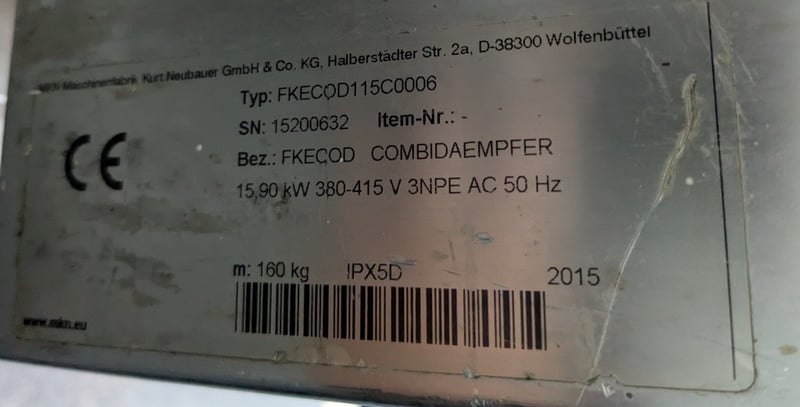 MKN Maschinenfabrik Kurt Neubauer GmbH & Co. KG, Halberstädter Str. 2a, D-38300 Wolfenbüttel
Typ: FKECOD115C0006
SN: 15200632 Item-Nr.: -
CE
Bez.: FKECOD COMBIDAEMPFER
15,90 kW 380-415 V 3NPE AC 50 Hz
m: 160 kg IPX5D 2015
www.mkn.eu